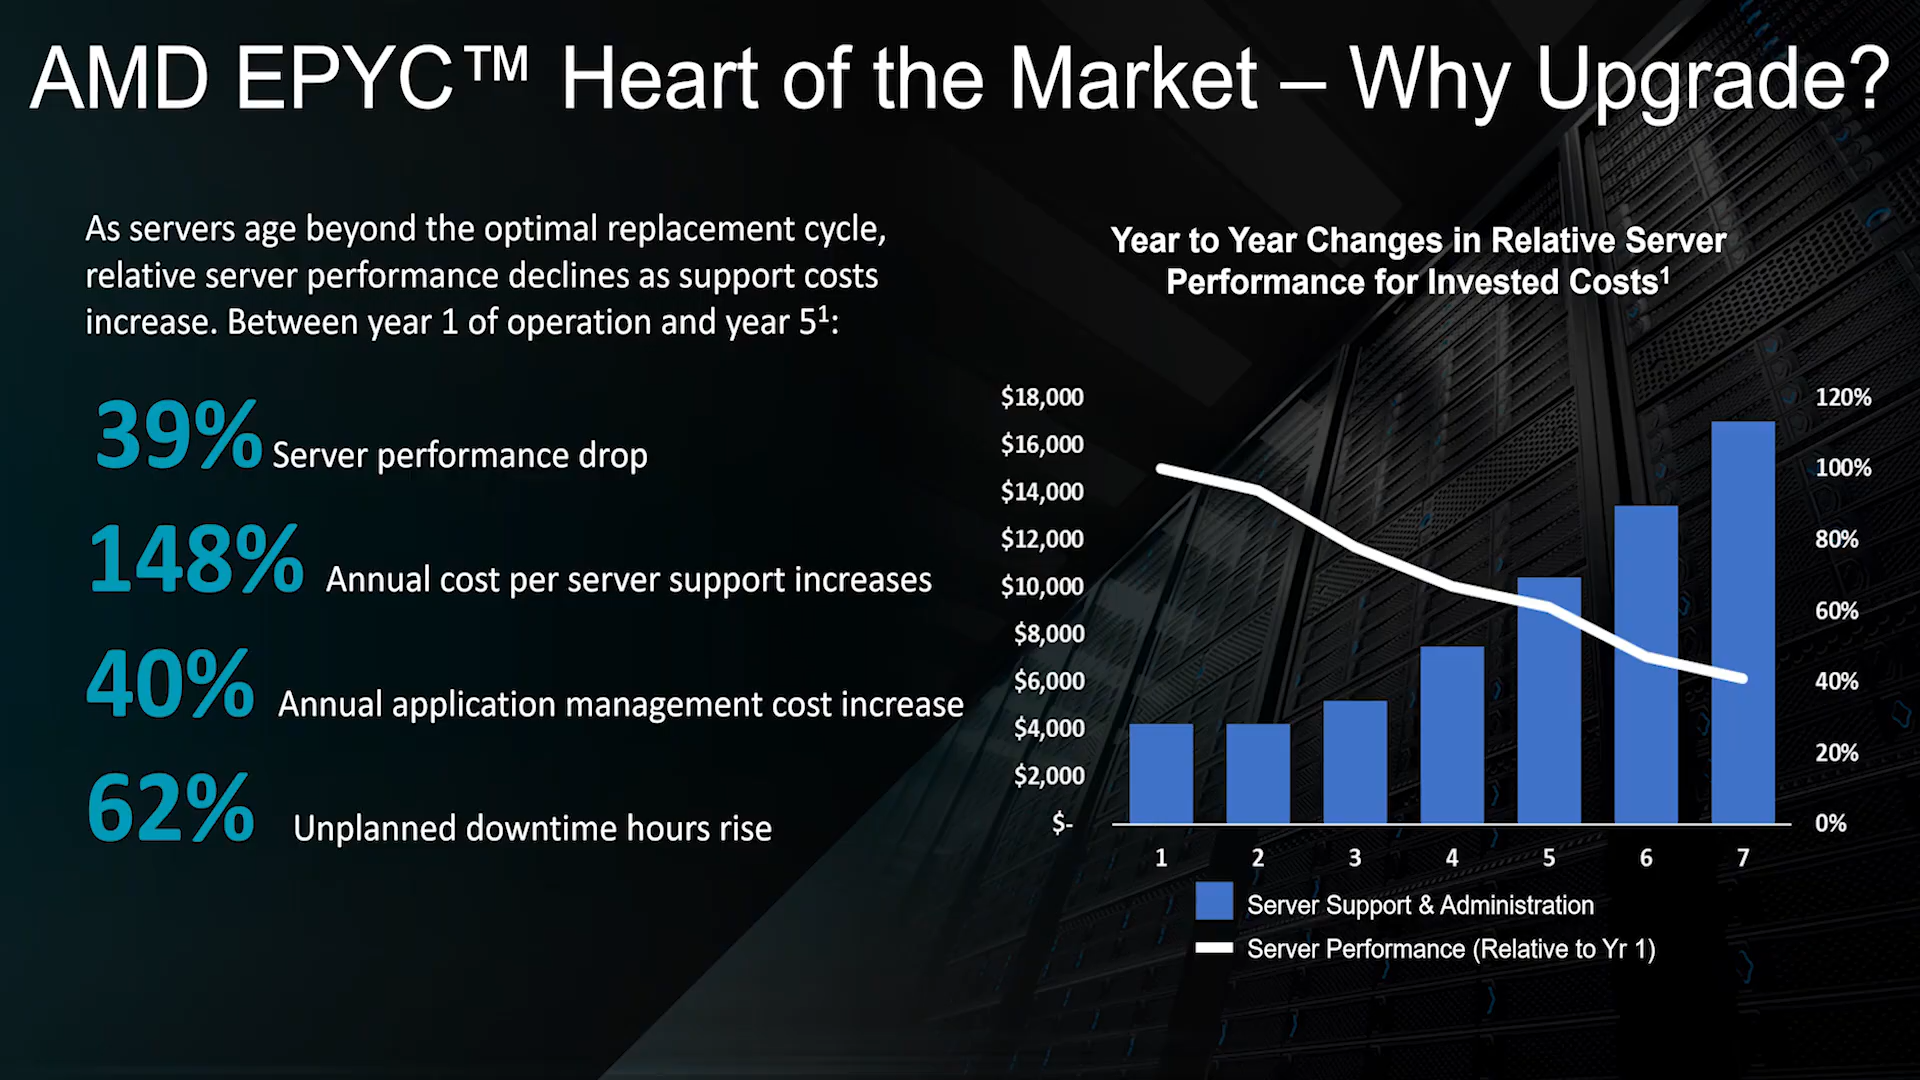 AMD EPYC™ Heart of the Market – Why Upgrade?
As servers age beyond the optimal replacement cycle,
relative server performance declines as support costs
increase. Between year 1 of operation and year 5¹:
39% Server performance drop
148% Annual cost per server support increases
40% Annual application management cost increase
62% Unplanned downtime hours rise
Year to Year Changes in Relative Server
Performance for Invested Costs¹
$18,000
$16,000
$14,000
$12,000
$10,000
$8,000
$6,000
$4,000
$2,000
$-
120%
100%
80%
60%
40%
20%
0%
1 2 3 4 5 6 7
Server Support & Administration
Server Performance (Relative to Yr 1)